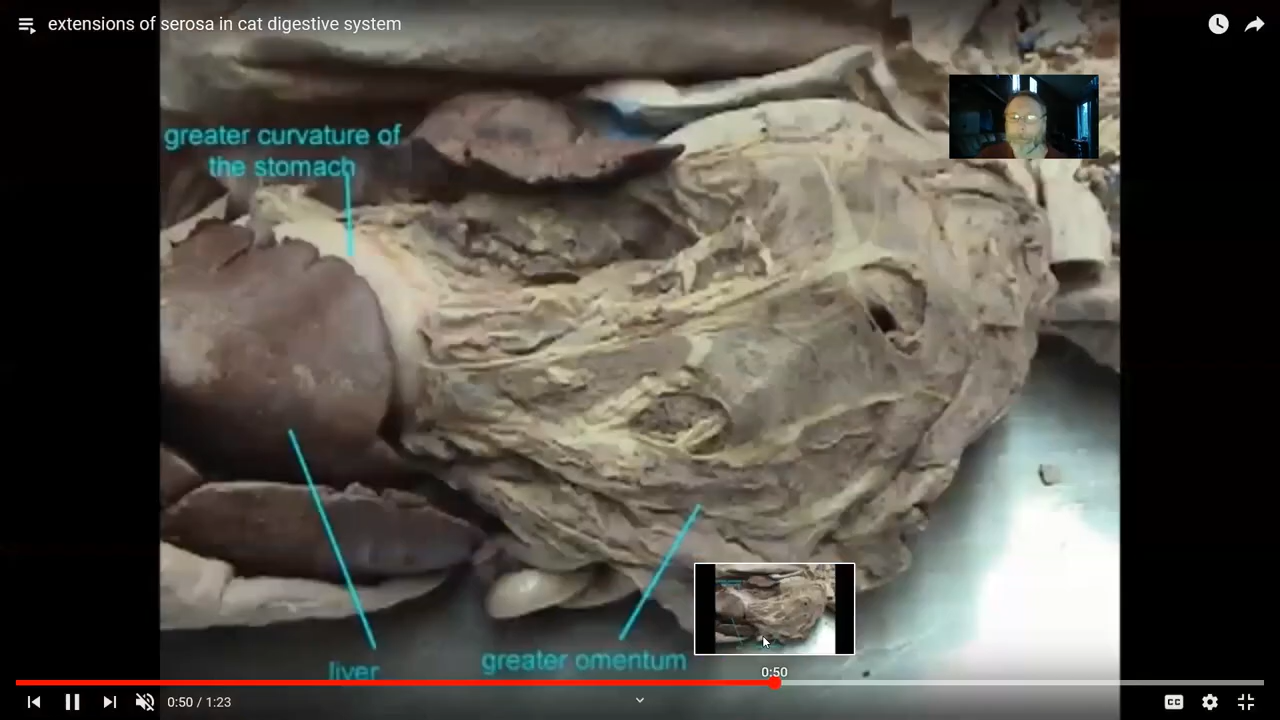 extensions of serosa in cat digestive system
greater curvature of
the stomach
liver
greater omentum
0:50
0:50 / 1:23
CC